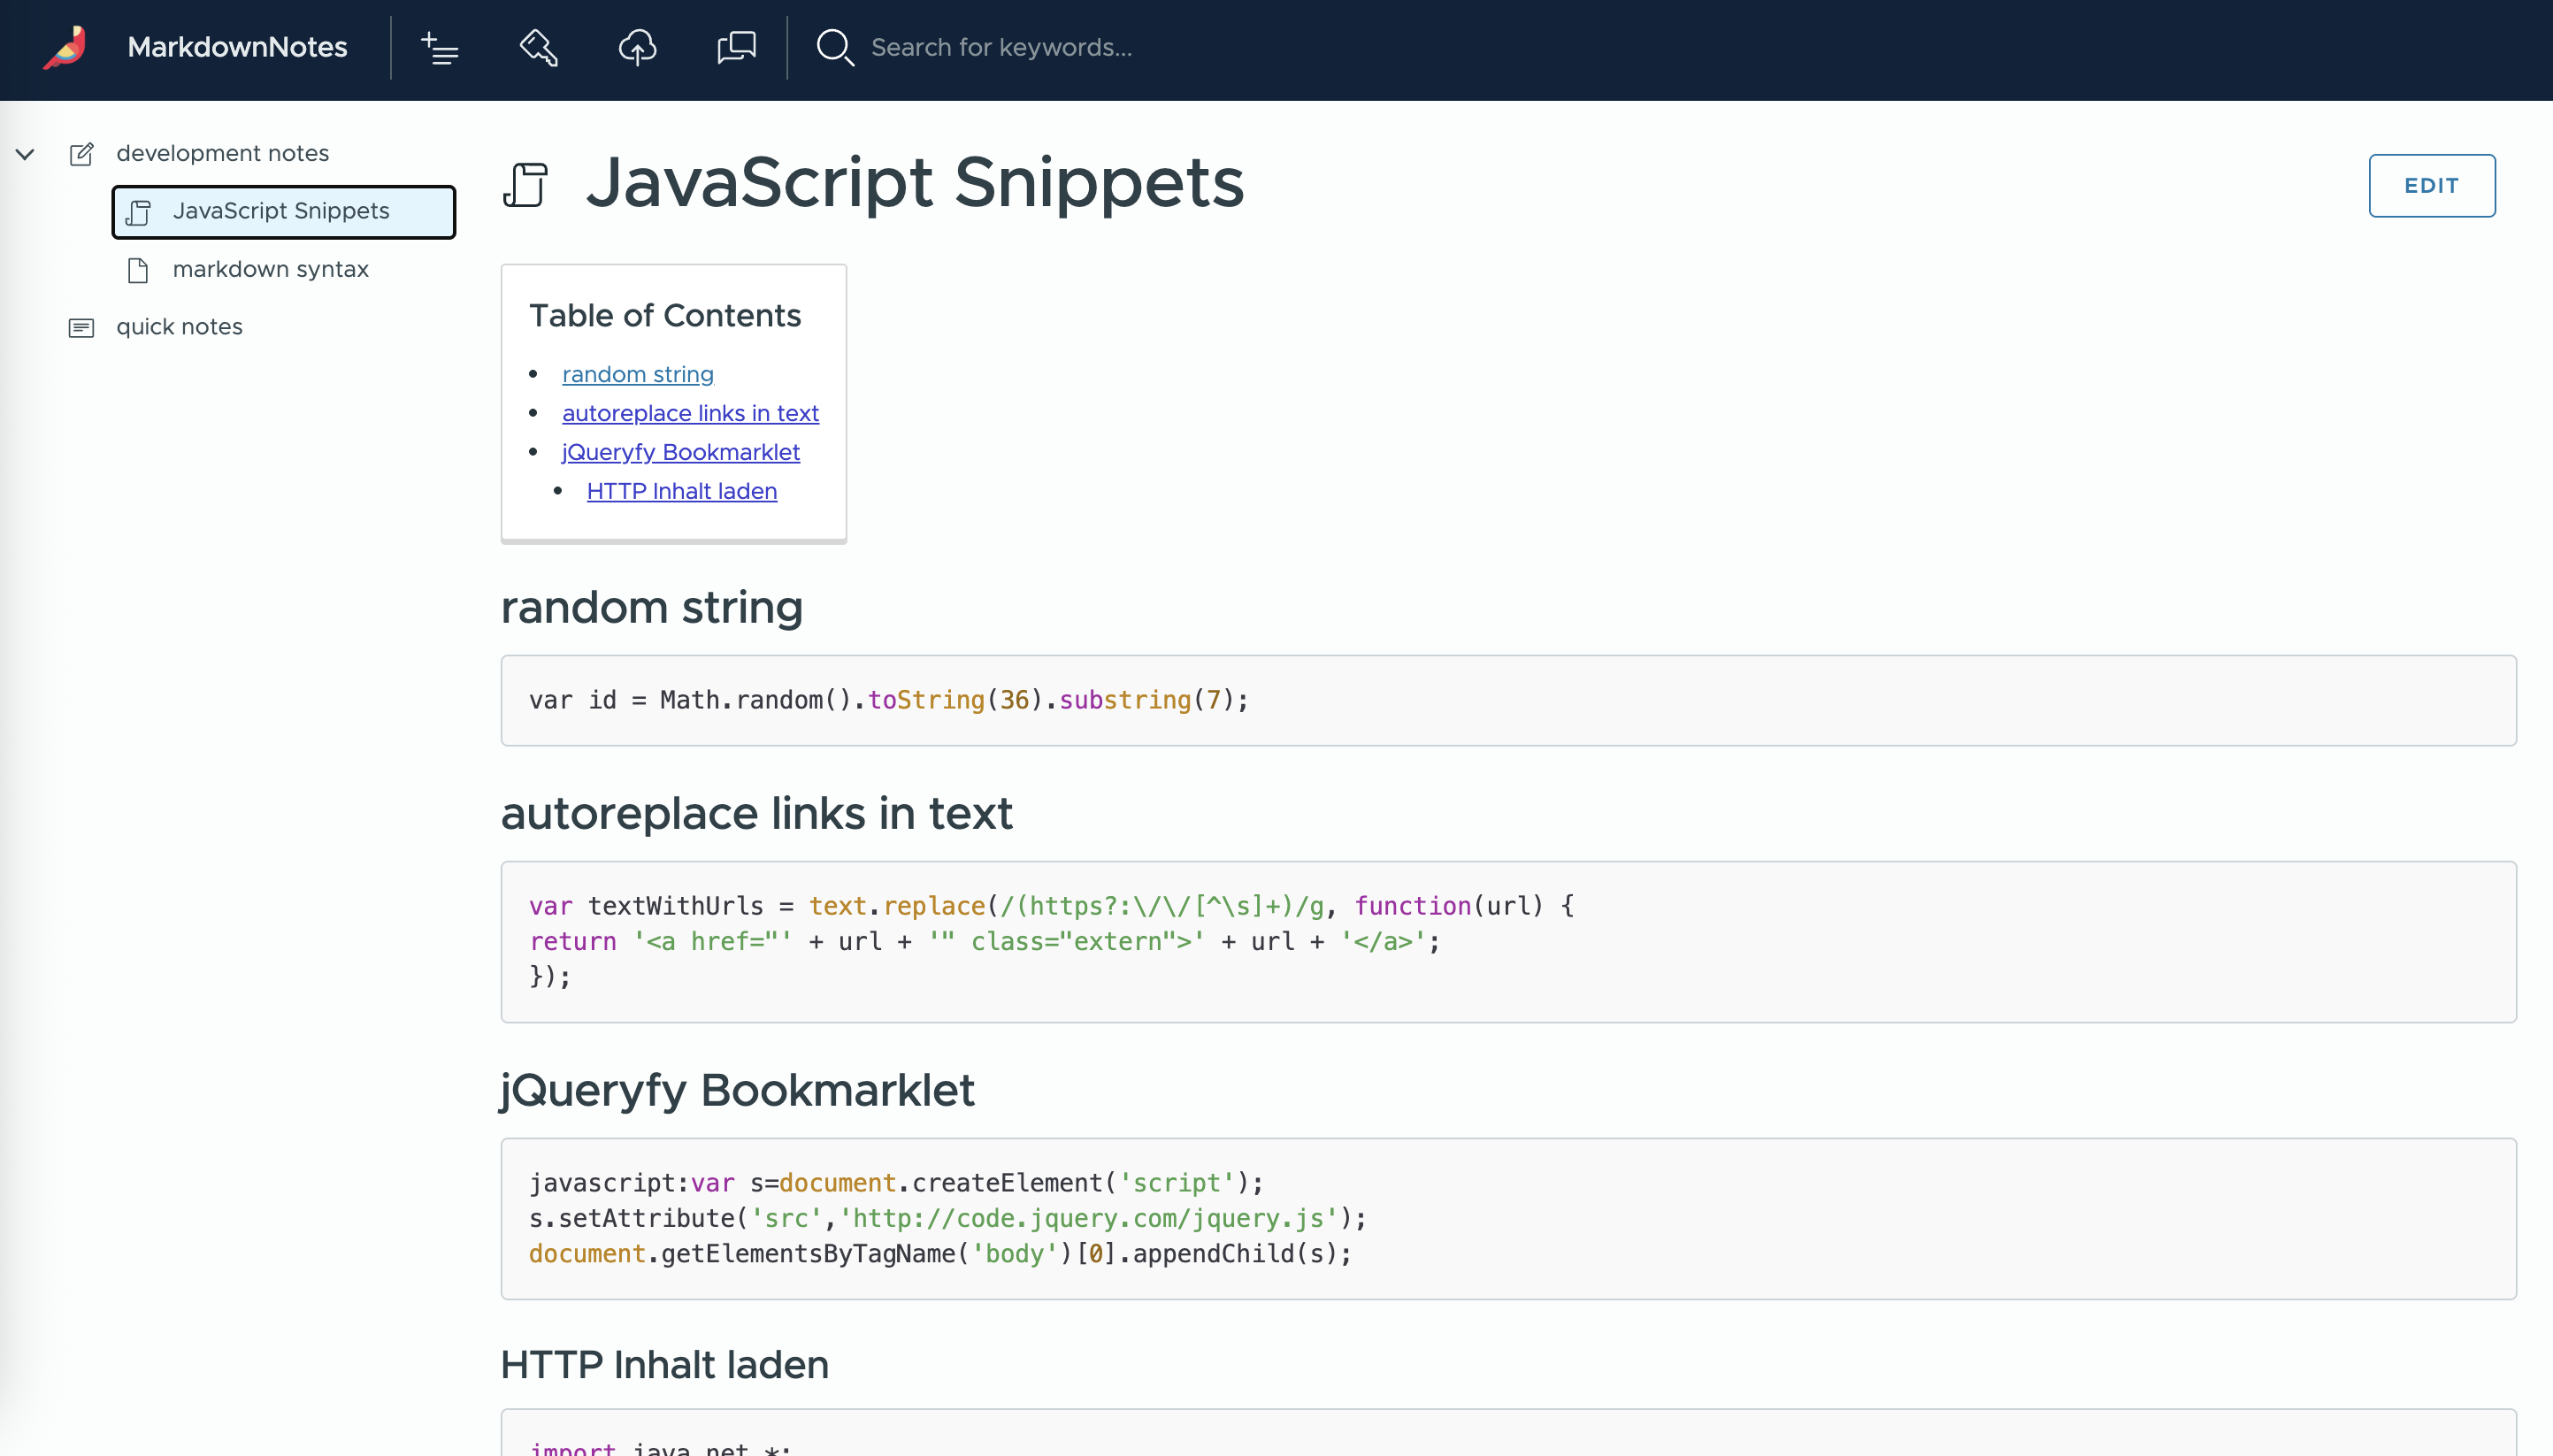 MarkdownNotes
Search for keywords...
development notes
JavaScript Snippets
markdown syntax
quick notes
JavaScript Snippets
EDIT
Table of Contents
random string
autoreplace links in text
jQueryfy Bookmarklet
HTTP Inhalt laden
random string
var id = Math.random().toString(36).substring(7);
autoreplace links in text
var textWithUrls = text.replace(/(https?:\/\/[^\s]+)/g, function(url) {
return '<a href="' + url + '" class="extern">' + url + '</a>';
});
jQueryfy Bookmarklet
javascript:var s=document.createElement('script');
s.setAttribute('src','http://code.jquery.com/jquery.js');
document.getElementsByTagName('body')[0].appendChild(s);
HTTP Inhalt laden
import java.net.*;